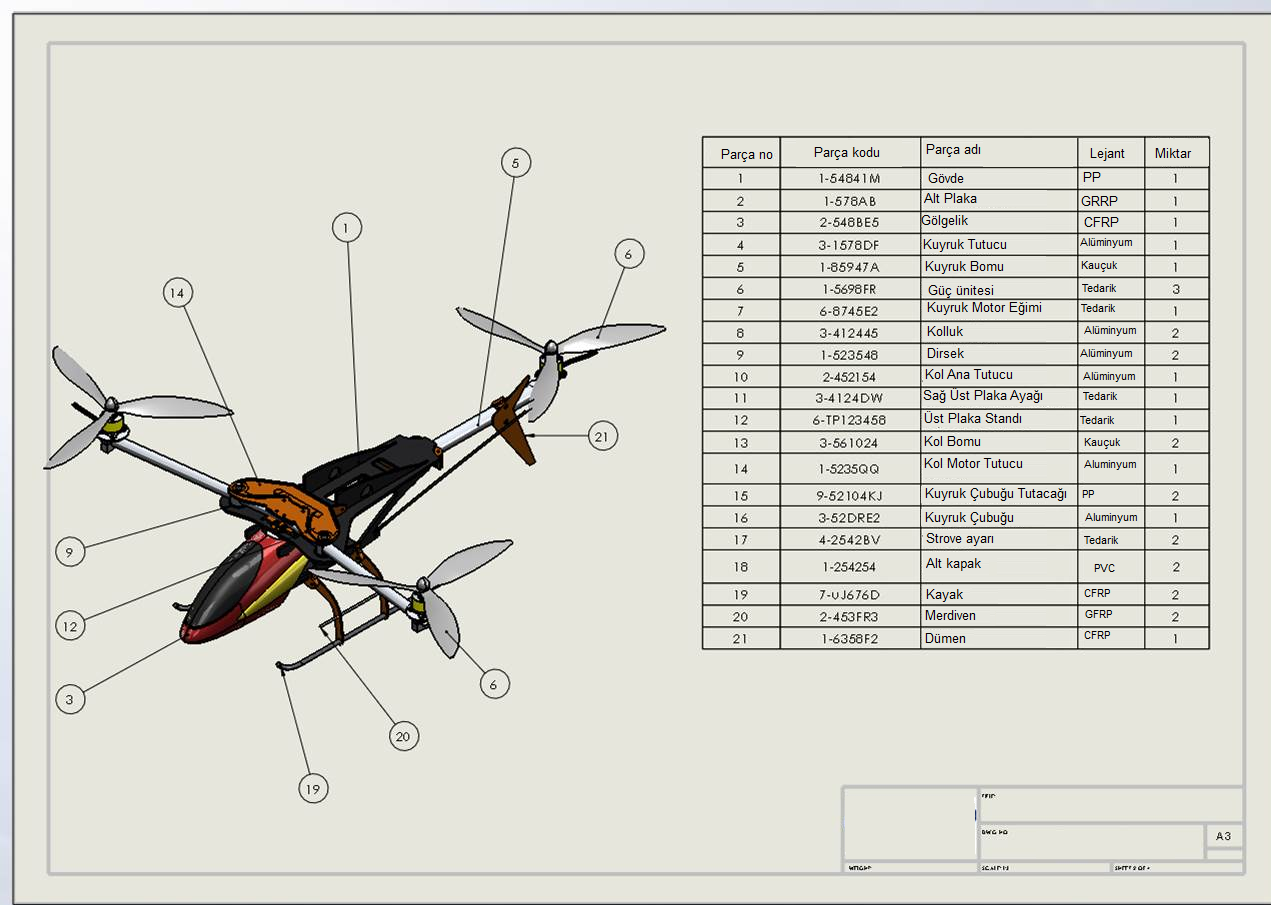 5
1
6
14
21
9
12
3
6
20
19
Parça no Parça kodu Parça adı Lejant Miktar
1 1-54841M Gövde PP 1
2 1-578AB Alt Plaka GRRP 1
3 2-548BE5 Gölgelik CFRP 1
4 3-1578DF Kuyruk Tutucu Alüminyum 1
5 1-85947A Kuyruk Bomu Kauçuk 1
6 1-5698FR Güç ünitesi Tedarik 3
7 6-8745E2 Kuyruk Motor Eğimi Tedarik 1
8 3-412445 Kolluk Alüminyum 2
9 1-523548 Dirsek Alüminyum 2
10 2-452154 Kol Ana Tutucu Alüminyum 1
11 3-4124DW Sağ Üst Plaka Ayağı Tedarik 1
12 6-TP123458 Üst Plaka Standı Tedarik 1
13 3-561024 Kol Bomu Kauçuk 2
14 1-5235QQ Kol Motor Tutucu Aluminyum 1
15 9-52104KJ Kuyruk Çubuğu Tutacağı PP 2
16 3-52DRE2 Kuyruk Çubuğu Aluminyum 1
17 4-2542BV Strove ayarı Tedarik 2
18 1-254254 Alt kapak PVC 2
19 7-UJ676D Kayak CFRP 2
20 2-453FR3 Merdiven GFRP 2
21 1-6358F2 Dümen CFRP 1
DWG NO
A3